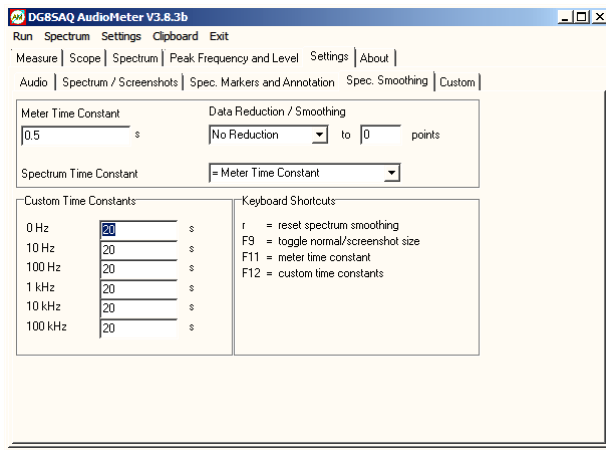 AM DG8SAQ AudioMeter V3.8.3b
Run Spectrum Settings Clipboard Exit
Measure Scope Spectrum Peak Frequency and Level Settings About
Audio Spectrum / Screenshots Spec. Markers and Annotation Spec. Smoothing Custom
Meter Time Constant Data Reduction / Smoothing
0.5 s No Reduction to 0 points
Spectrum Time Constant = Meter Time Constant
Custom Time Constants
0 Hz 20 s
10 Hz 20 s
100 Hz 20 s
1 kHz 20 s
10 kHz 20 s
100 kHz 20 s
Keyboard Shortcuts
r = reset spectrum smoothing
F9 = toggle normal/screenshot size
F11 = meter time constant
F12 = custom time constants